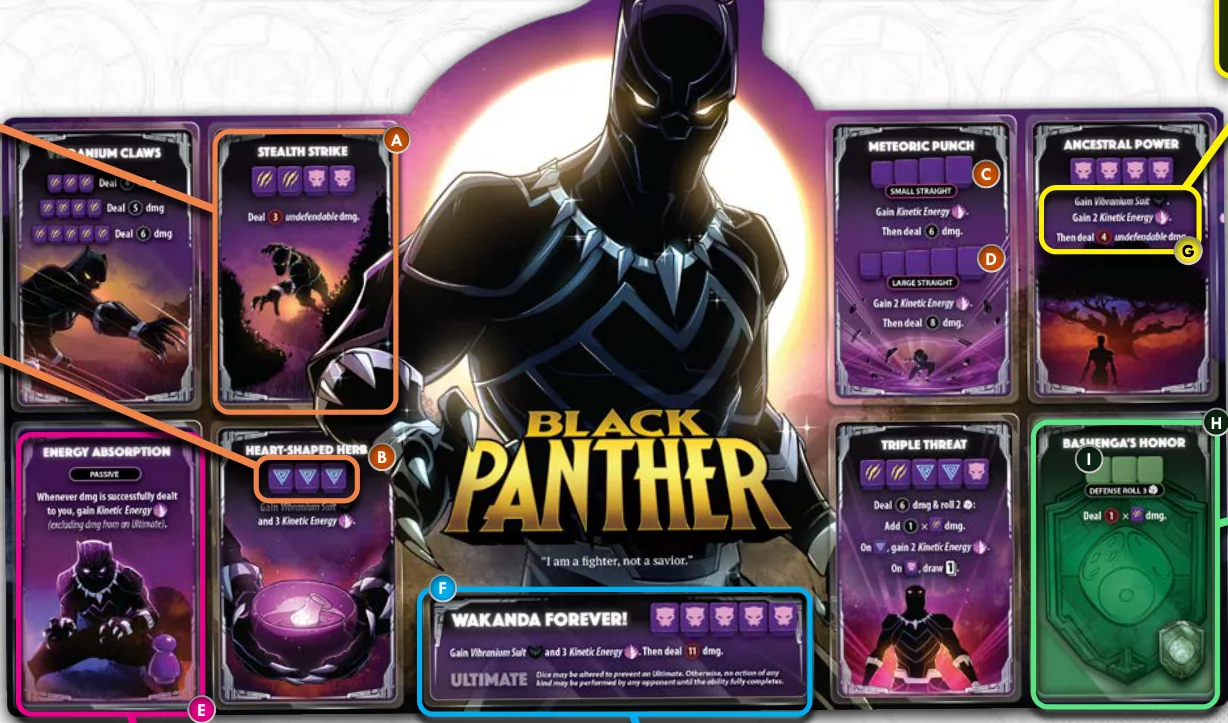 VIBRANIUM CLAWS
Deal dmg
Deal 5 dmg
Deal 6 dmg
A
STEALTH STRIKE
Deal 3 undefendable dmg.
METEORIC PUNCH
C
SMALL STRAIGHT
Gain Kinetic Energy.
Then deal 6 dmg.
D
LARGE STRAIGHT
Gain 2 Kinetic Energy.
Then deal 8 dmg.
ANCESTRAL POWER
Gain Vibranium Suit.
Gain 2 Kinetic Energy.
Then deal 4 undefendable dmg.
G
ENERGY ABSORPTION
PASSIVE
Whenever dmg is successfully dealt
to you, gain Kinetic Energy
(excluding dmg from an Ultimate).
E
HEART-SHAPED HERB
B
Gain Vibranium Suit
and 3 Kinetic Energy.
BLACK
PANTHER
"I am a fighter, not a savior."
F
WAKANDA FOREVER!
Gain Vibranium Suit and 3 Kinetic Energy. Then deal 11 dmg.
ULTIMATE
Dice may be altered to prevent an Ultimate. Otherwise, no action of any
kind may be performed by any opponent until the ability fully completes.
TRIPLE THREAT
Deal 6 dmg & roll 2:
Add 1 × dmg.
On, gain 2 Kinetic Energy.
On, draw 1.
H
BASHENGA'S HONOR
I
DEFENSE ROLL 3
Deal 1 × dmg.